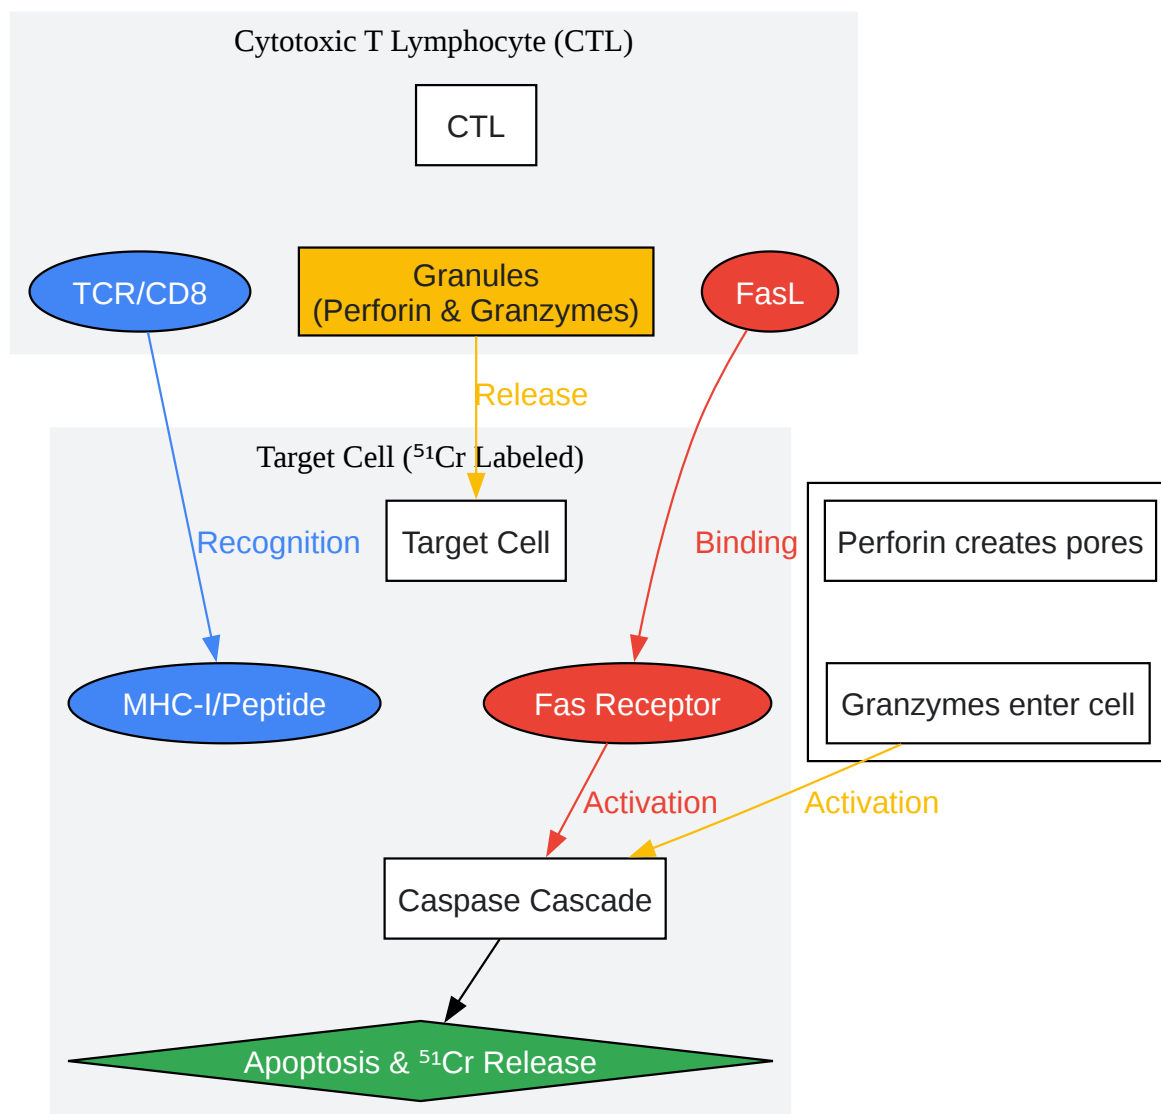 Cytotoxic T Lymphocyte (CTL)
CTL
TCR/CD8
Granules
(Perforin & Granzymes)
FasL
Release
Target Cell (⁵¹Cr Labeled)
Recognition
Target Cell
Binding
Perforin creates pores
MHC-I/Peptide
Fas Receptor
Granzymes enter cell
Activation
Activation
Caspase Cascade
Apoptosis & ⁵¹Cr Release